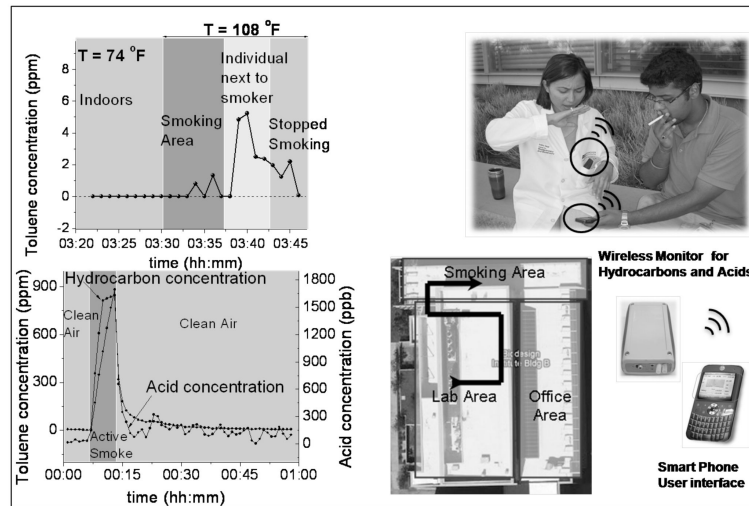 T = 108 °F
T = 74 °F
Individual
next to
smoker
Indoors
Smoking
Area
Stopped
Smoking
Toluene concentration (ppm)
8
6
4
2
0
-2
03:20 03:25 03:30 03:35 03:40 03:45
time (hh:mm)
Hydrocarbon concentration
Clean
Air
Clean Air
Acid concentration
Active
Smoke
Toluene concentration (ppm)
900
600
300
0
1800
1500
1200
900
600
300
0
Acid concentration (ppb)
00:00 00:15 00:30 00:45 01:00
time (hh:mm)
Smoking Area
Lab Area
Office
Area
Bldg B
Wireless Monitor for
Hydrocarbons and Acids
Smart Phone
User interface